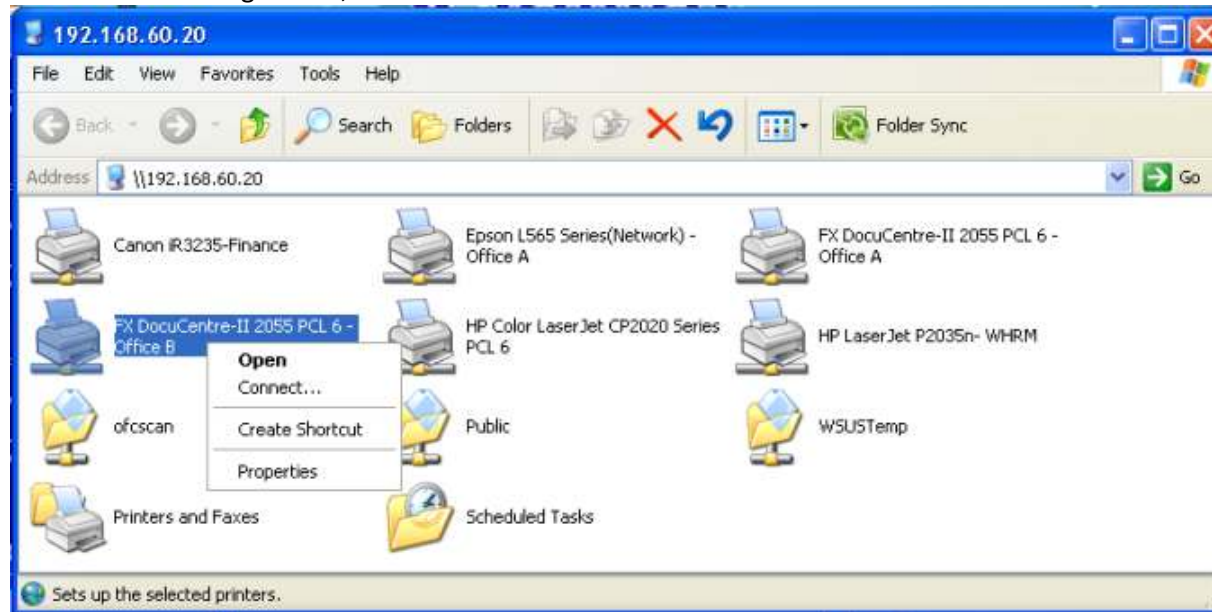 192.168.60.20
File Edit View Favorites Tools Help
Back Search Folders Folder Sync
Address \\192.168.60.20 Go
Canon iR3235-Finance
Epson L565 Series(Network) -
Office A
FX DocuCentre-II 2055 PCL 6 -
Office A
FX DocuCentre-II 2055 PCL 6 -
Office B
HP Color LaserJet CP2020 Series
PCL 6
HP LaserJet P2035n- WHRM
Open
Connect...
Create Shortcut
Properties
ofcscan
Public
WSUSTemp
Printers and Faxes
Scheduled Tasks
Sets up the selected printers.